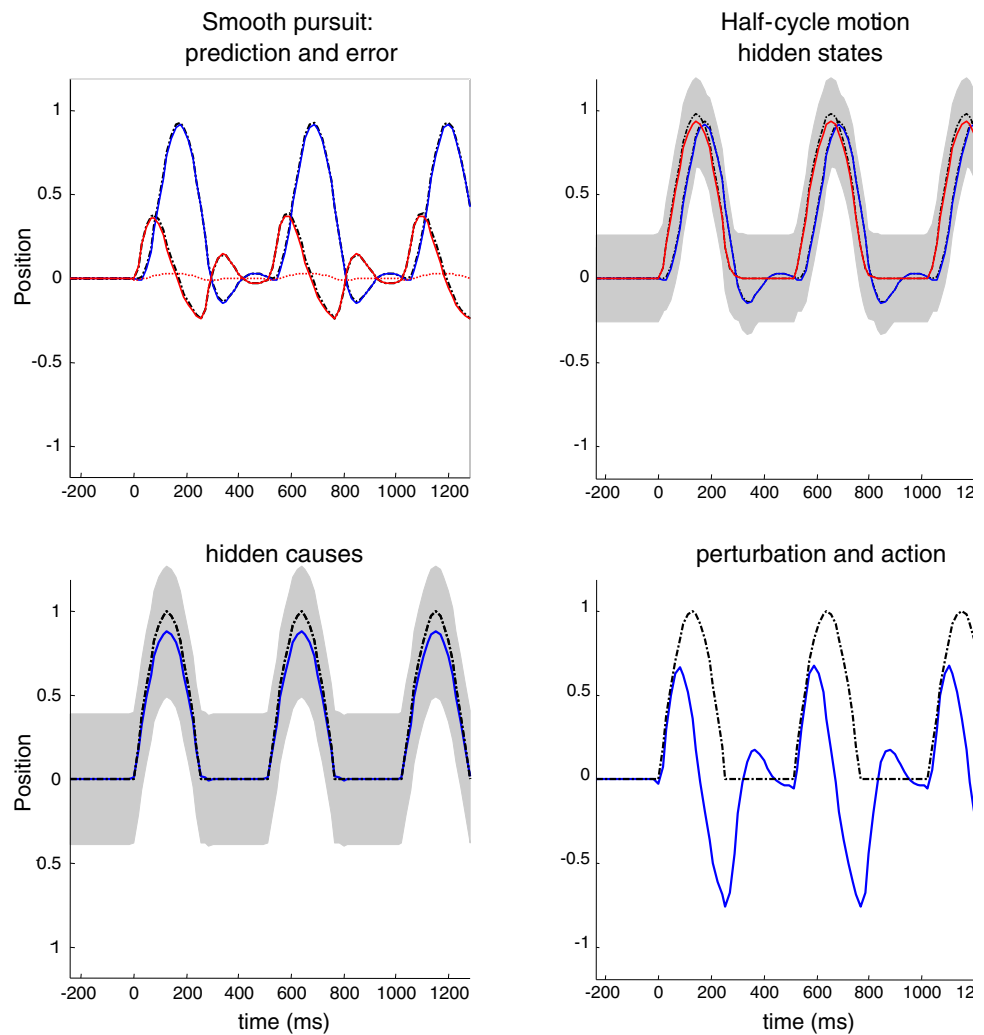 Smooth pursuit:
prediction and error
Half-cycle motion
hidden states
1
0.5
0
-0.5
-1
Position
-200 0 200 400 600 800 1000 1200
1
0.5
0
-0.5
-1
-200 0 200 400 600 800 1000 120
hidden causes
perturbation and action
1
0.5
0
0.5
1
Position
-200 0 200 400 600 800 1000 1200
time (ms)
1
0.5
0
-0.5
-1
-200 0 200 400 600 800 1000 120
time (ms)